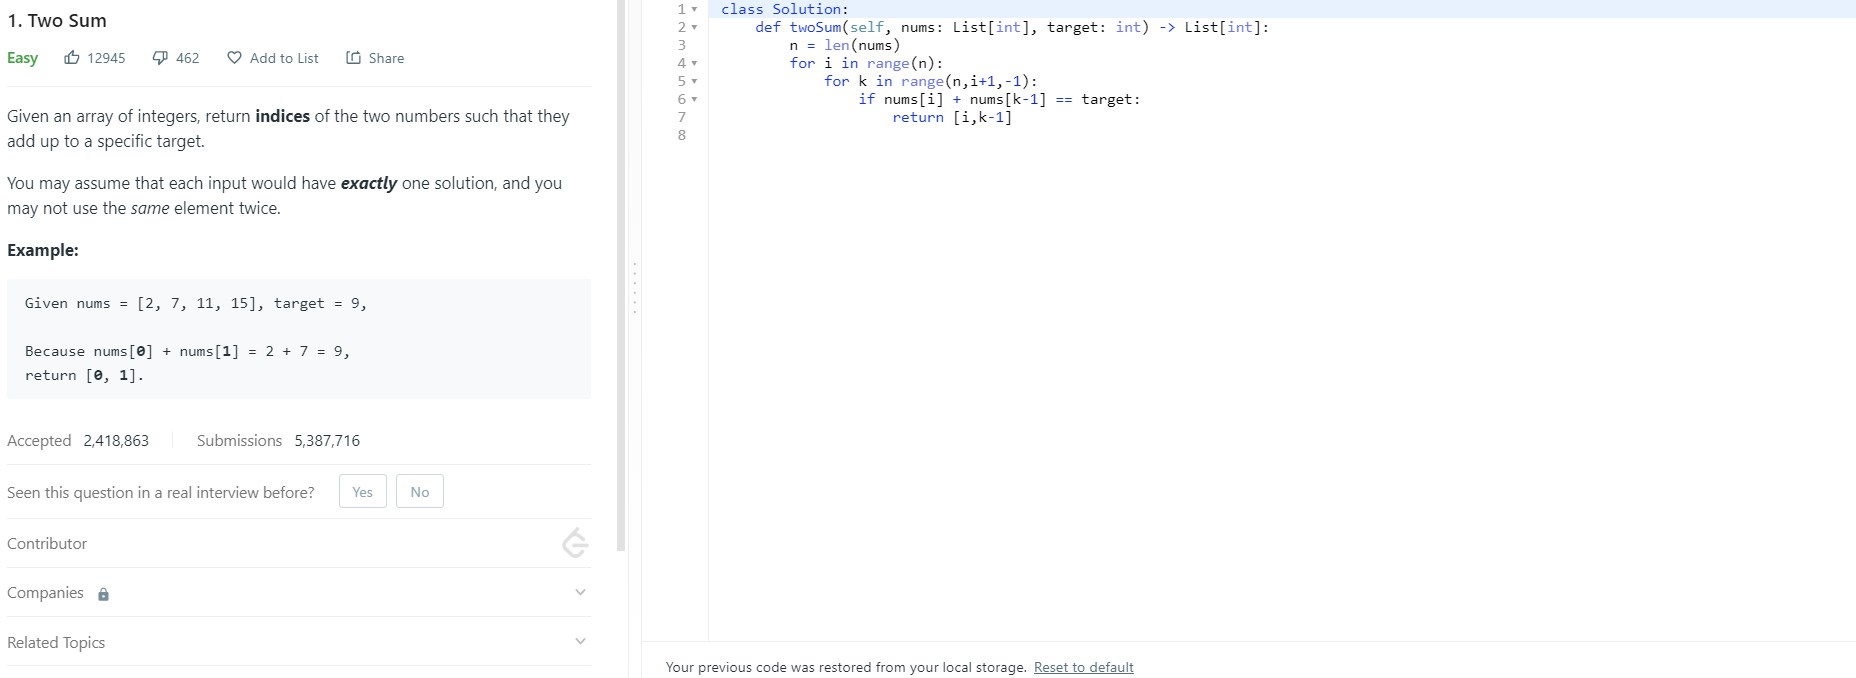 1. Two Sum
Easy 12945 462 Add to List Share
Given an array of integers, return indices of the two numbers such that they
add up to a specific target.
You may assume that each input would have exactly one solution, and you
may not use the same element twice.
Example:
Given nums = [2, 7, 11, 15], target = 9,
Because nums[0] + nums[1] = 2 + 7 = 9,
return [0, 1].
Accepted 2,418,863 Submissions 5,387,716
Seen this question in a real interview before? Yes No
Contributor
Companies
Related Topics
1 class Solution:
2     def twoSum(self, nums: List[int], target: int) -> List[int]:
3         n = len(nums)
4         for i in range(n):
5             for k in range(n,i+1,-1):
6                 if nums[i] + nums[k-1] == target:
7                     return [i,k-1]
8
Your previous code was restored from your local storage. Reset to default